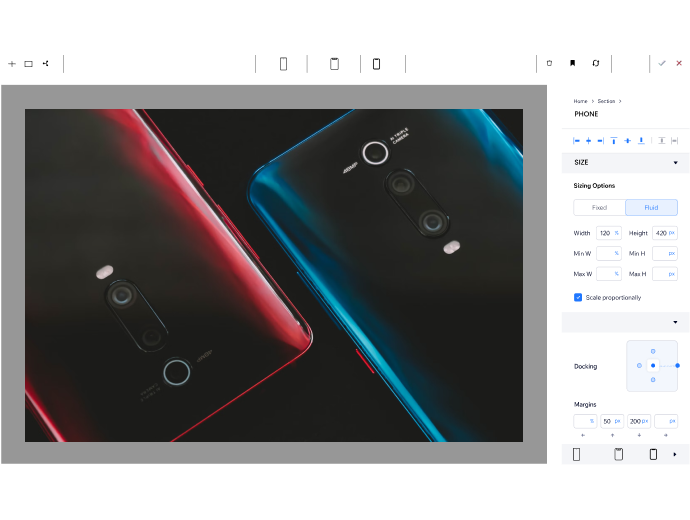 Home > Section >
PHONE
SIZE
Sizing Options
Fixed Fluid
Width 120 % Height 420 px
Min W % Min H px
Max W % Max H px
Scale proportionally
Docking
Margins
% 50 px 200 px px
AI TRIPLE
CAMERA
48MP